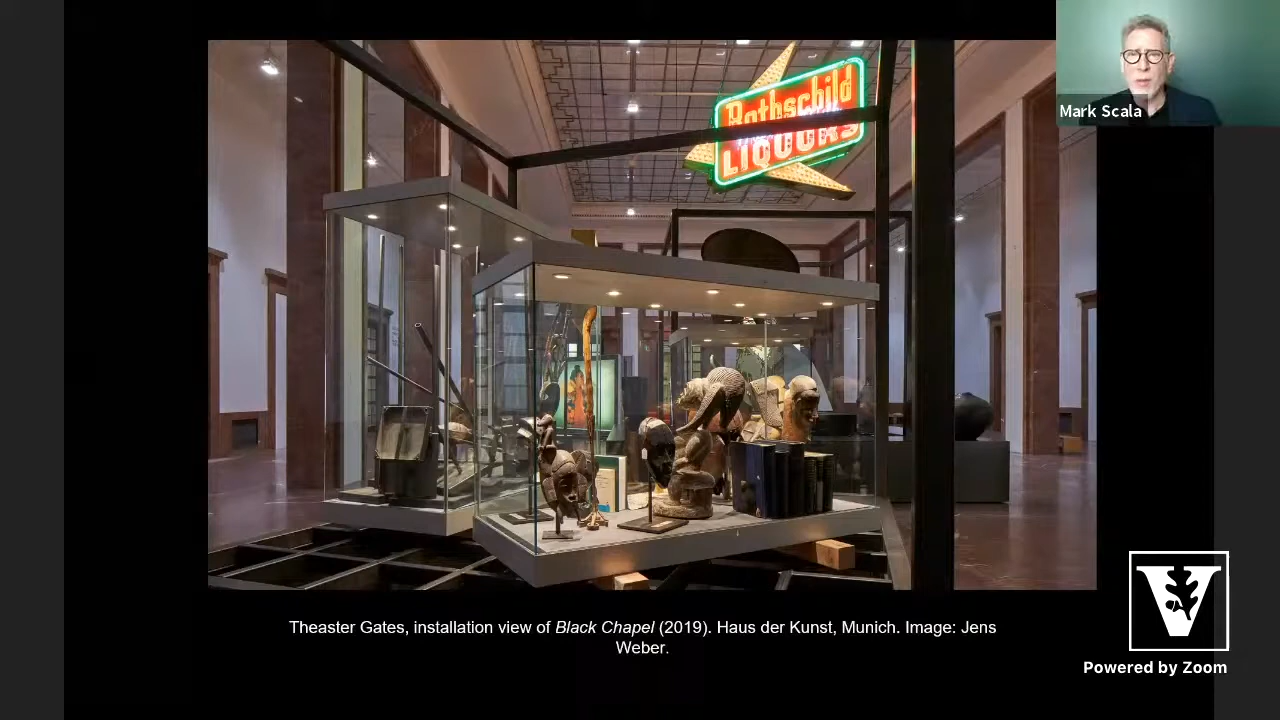 Rothschild
LIQUORS
Mark Scala
Theaster Gates, installation view of Black Chapel (2019). Haus der Kunst, Munich. Image: Jens
Weber.
V
Powered by Zoom